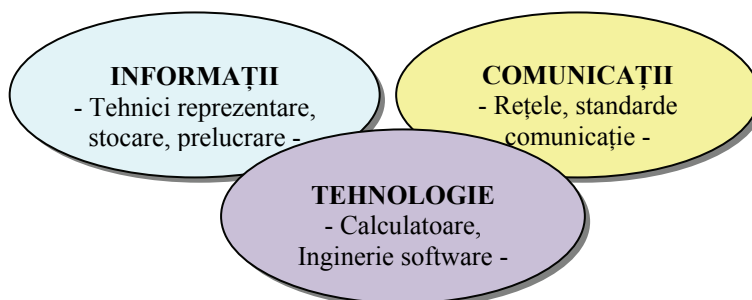 INFORMAȚII
- Tehnici reprezentare,
stocare, prelucrare -
COMUNICAȚII
- Rețele, standarde
comunicație -
TEHNOLOGIE
- Calculatoare,
Inginerie software -